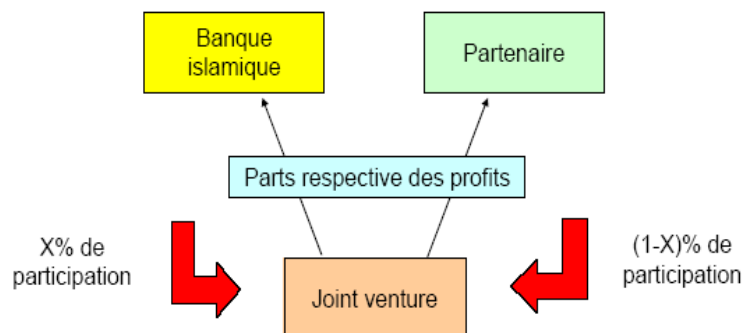 Banque
islamique
Partenaire
Parts respective des profits
X% de
participation
(1-X)% de
participation
Joint venture